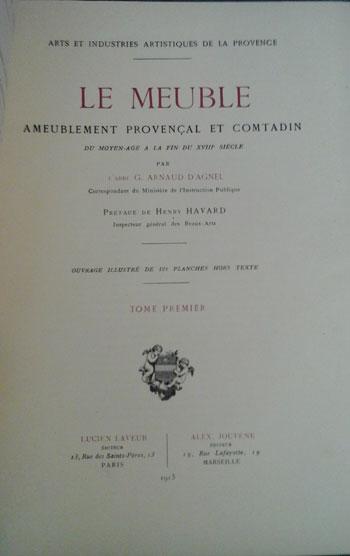 ARTS ET INDUSTRIES ARTISTIQUES DE LA PROVENCE
LE MEUBLE
AMEUBLEMENT PROVENÇAL ET COMTADIN
DU MOYEN-AGE A LA FIN DU XVIIIe SIÈCLE
PAR
L'ABBÉ G. ARNAUD D'AGNEL
Correspondant du Ministère de l'Instruction Publique
PRÉFACE DE HENRY HAVARD
Inspecteur général des Beaux-Arts
OUVRAGE ILLUSTRÉ DE PLANCHES HORS TEXTE
TOME PREMIER
LUCIEN LAVEUR
ÉDITEUR
13, Rue des Saints-Pères, 13
PARIS
ALEX. JOUVENE
ÉDITEUR
19, Rue Lafayette, 19
MARSEILLE
1913